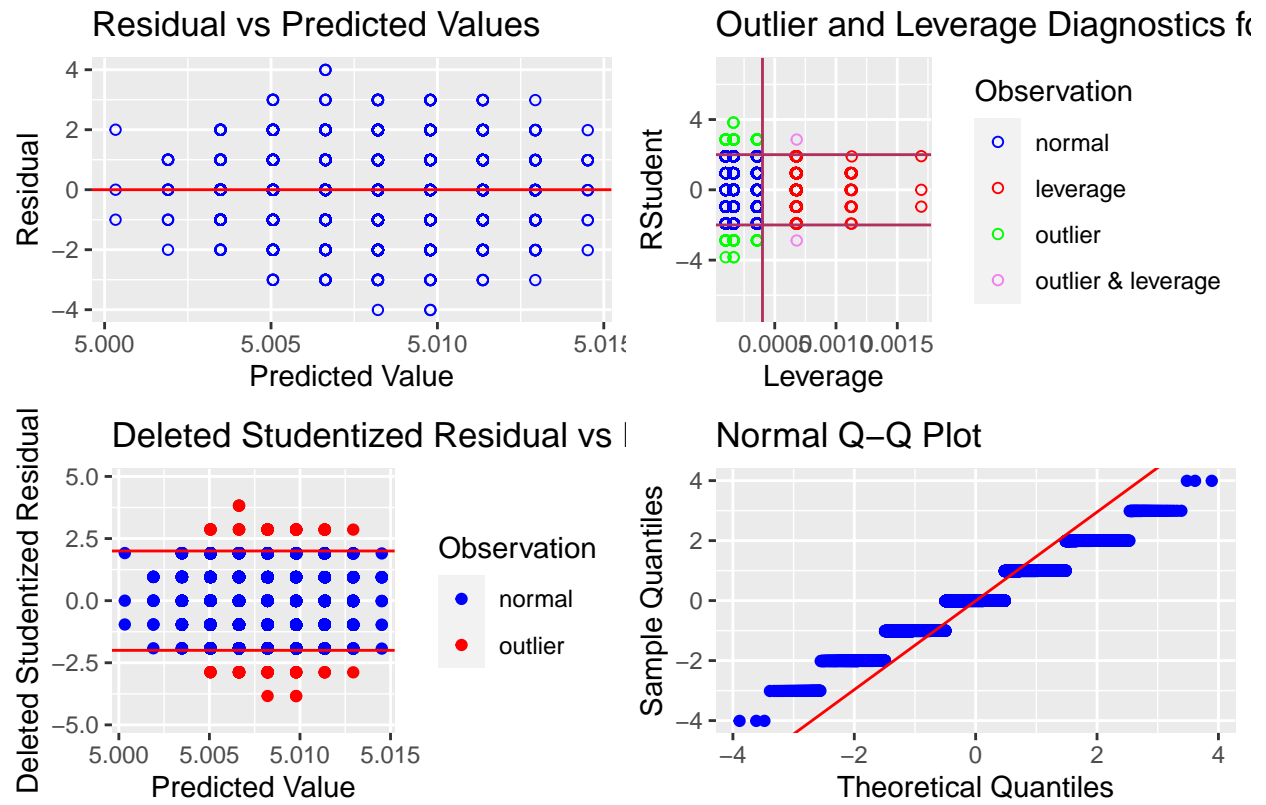 Residual vs Predicted Values
4
2
0
−2
−4
Residual
5.000
5.005
5.010
5.015
Predicted Value
Outlier and Leverage Diagnostics fo
4
0
−4
RStudent
0.0005
0.0010
0.0015
Leverage
Observation
normal
leverage
outlier
outlier & leverage
Deleted Studentized Residual vs
5.0
2.5
0.0
−2.5
−5.0
Deleted Studentized Residual
5.000
5.005
5.010
5.015
Predicted Value
Observation
normal
outlier
Normal Q−Q Plot
4
2
0
−2
−4
Sample Quantiles
−4
−2
0
2
4
Theoretical Quantiles